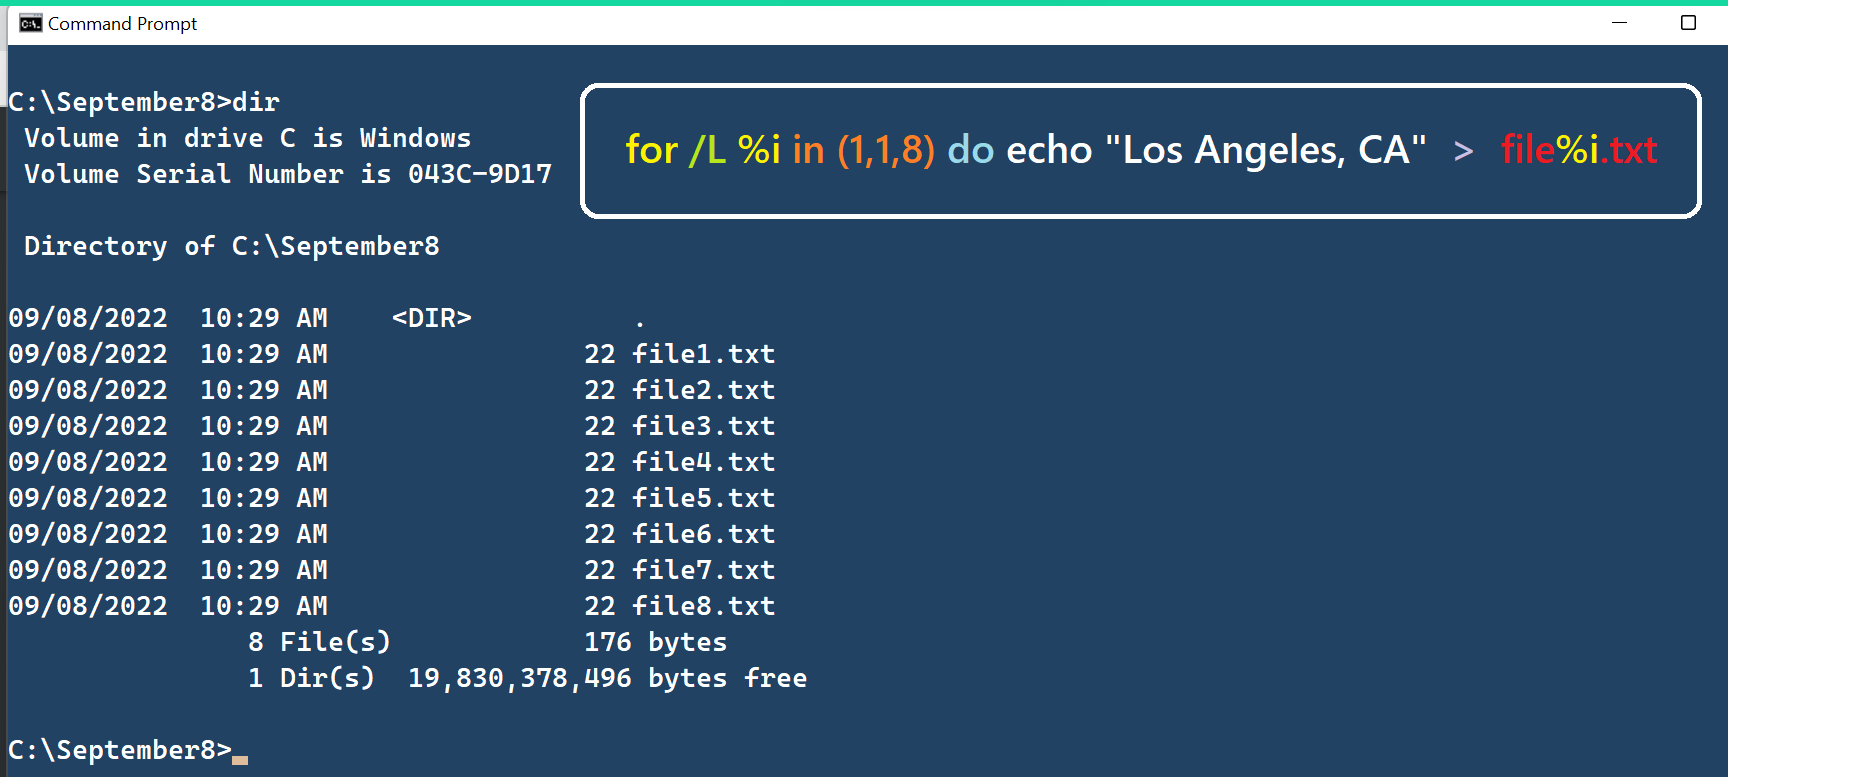 Command Prompt
C:\September8>dir
 Volume in drive C is Windows
 Volume Serial Number is 043C-9D17
for /L %i in (1,1,8) do echo "Los Angeles, CA"  >  file%i.txt
 Directory of C:\September8
09/08/2022  10:29 AM    <DIR>          .
09/08/2022  10:29 AM                22 file1.txt
09/08/2022  10:29 AM                22 file2.txt
09/08/2022  10:29 AM                22 file3.txt
09/08/2022  10:29 AM                22 file4.txt
09/08/2022  10:29 AM                22 file5.txt
09/08/2022  10:29 AM                22 file6.txt
09/08/2022  10:29 AM                22 file7.txt
09/08/2022  10:29 AM                22 file8.txt
               8 File(s)            176 bytes
               1 Dir(s)  19,830,378,496 bytes free
C:\September8>